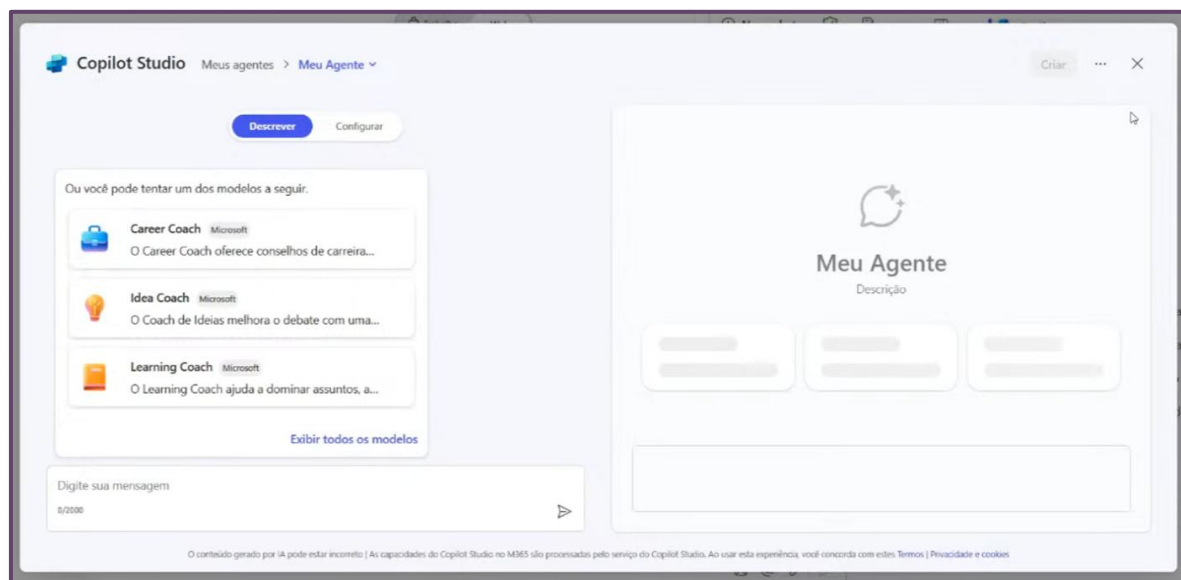 Copilot Studio Meus agentes > Meu Agente
Criar ...
Descrever Configurar
Ou você pode tentar um dos modelos a seguir.
Career Coach Microsoft
O Career Coach oferece conselhos de carreira...
Idea Coach Microsoft
O Coach de Ideias melhora o debate com uma...
Learning Coach Microsoft
O Learning Coach ajuda a dominar assuntos, a...
Exibir todos os modelos
Digite sua mensagem
0/2000
Meu Agente
Descrição
O conteúdo gerado por IA pode estar incorreto | As capacidades do Copilot Studio no M365 são processadas pelo serviço do Copilot Studio. Ao usar esta experiência, você concorda com estes Termos | Privacidade e cookies